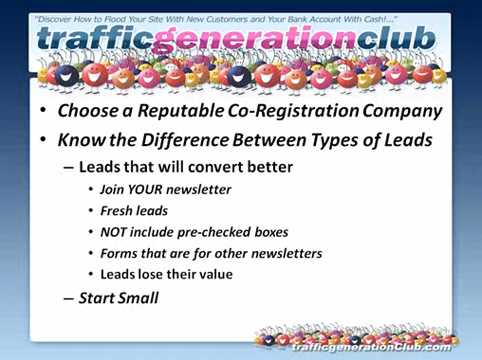 "Discover How to Flood Your Site With New Customers and Your Bank Account With Cash!..."
trafficgenerationclub
• Choose a Reputable Co-Registration Company
• Know the Difference Between Types of Leads
– Leads that will convert better
• Join YOUR newsletter
• Fresh leads
• NOT include pre-checked boxes
• Forms that are for other newsletters
• Leads lose their value
– Start Small
trafficgenerationClub.com